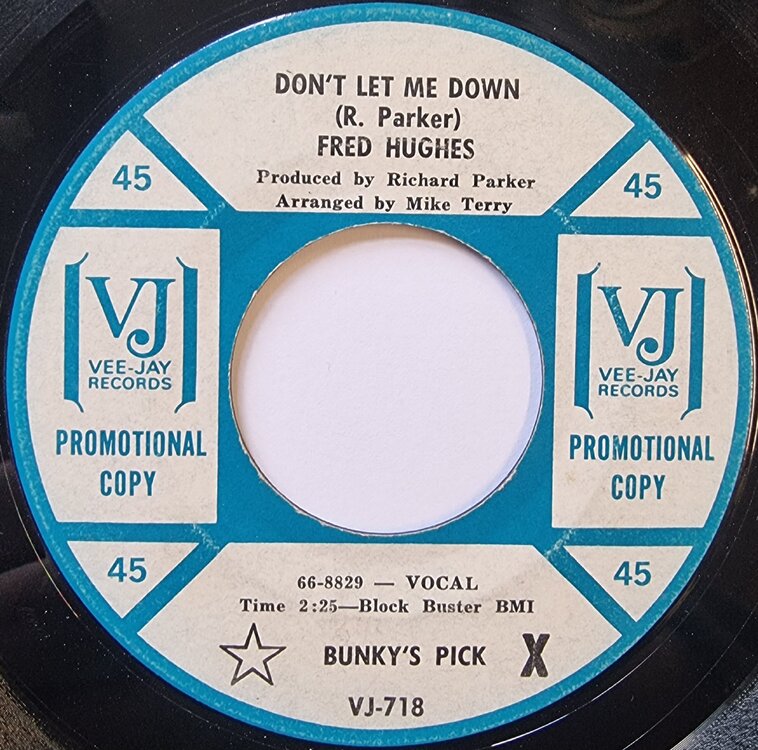 DON'T LET ME DOWN
(R. Parker)
FRED HUGHES
Produced by Richard Parker
Arranged by Mike Terry
45
45
VJ
VEE-JAY
RECORDS
PROMOTIONAL
COPY
VJ
VEE-JAY
RECORDS
PROMOTIONAL
COPY
45
45
66-8829 — VOCAL
Time 2:25—Block Buster BMI
BUNKY'S PICK X
VJ-718